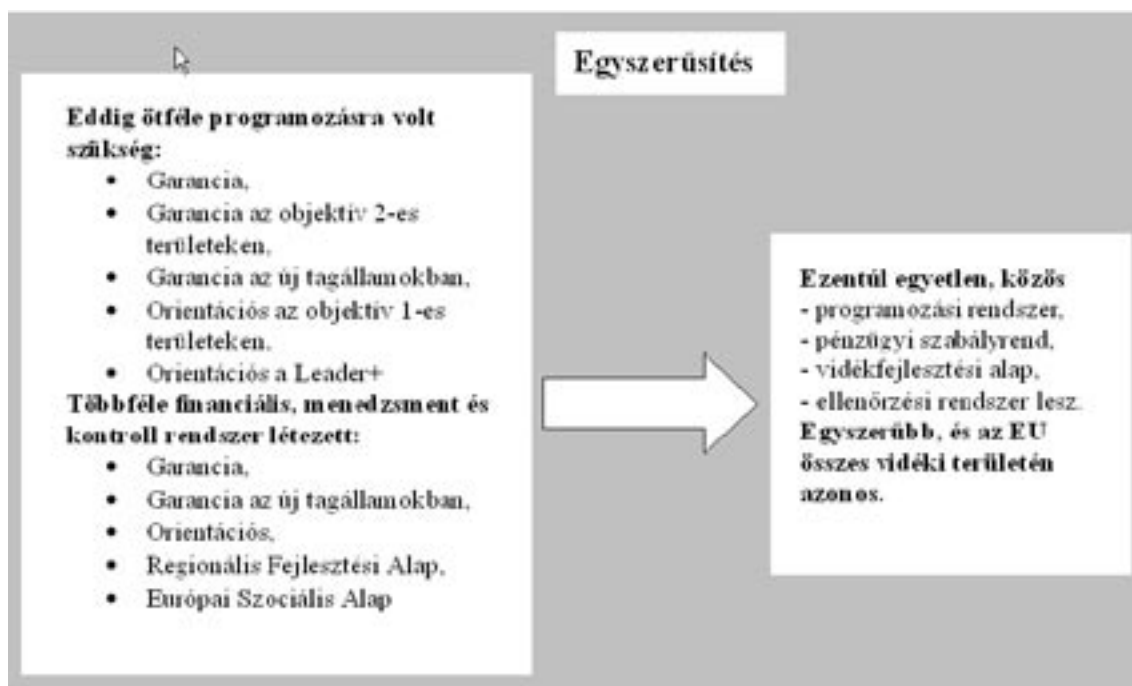 Egyszerűsítés
Eddig ötféle programozásra volt
szükség:
• Garancia,
• Garancia az objektív 2-es
területeken,
• Garancia az új tagállamokban,
• Orientációs az objektív 1-es
területeken.
• Orientációs a Leader+
Többféle financiális, menedzsment és
kontroll rendszer létezett:
• Garancia,
• Garancia az új tagállamokban,
• Orientációs,
• Regionális Fejlesztési Alap,
• Európai Szociális Alap
Ezentúl egyetlen, közös
- programozási rendszer,
- pénzügyi szabályrend,
- vidékfejlesztési alap,
- ellenőrzési rendszer lesz.
Egyszerűbb, és az EU
összes vidéki területén
azonos.